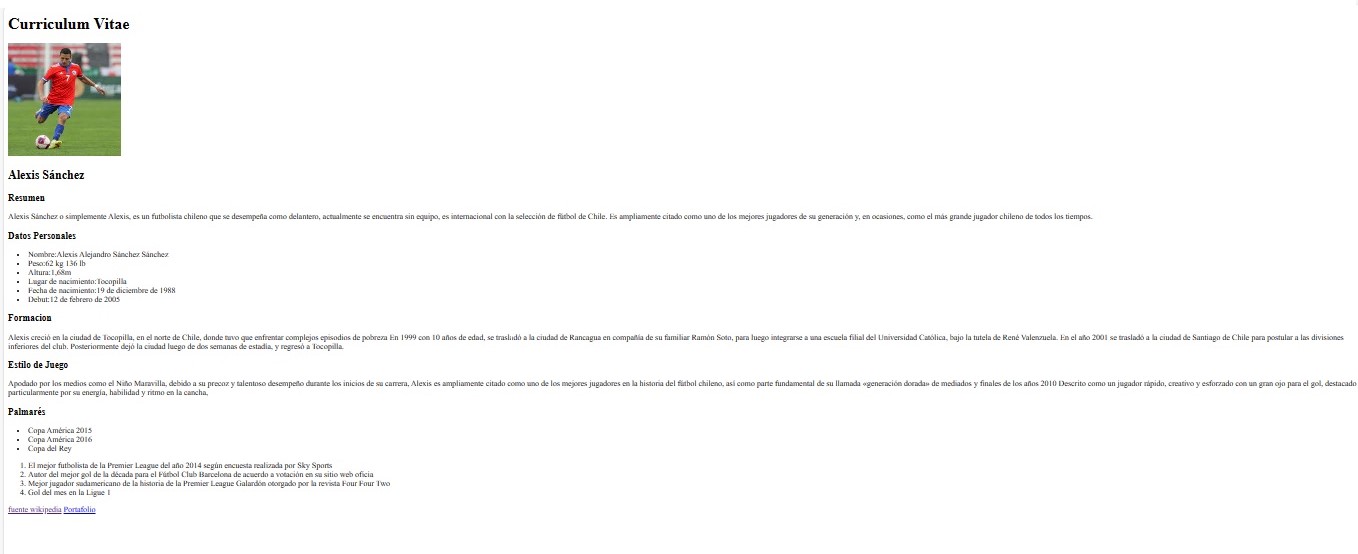 Curriculum Vitae
7
Alexis Sánchez
Resumen
Alexis Sánchez o simplemente Alexis, es un futbolista chileno que se desempeña como delantero, actualmente se encuentra sin equipo, es internacional con la selección de fútbol de Chile. Es ampliamente citado como uno de los mejores jugadores de su generación y, en ocasiones, como el más grande jugador chileno de todos los tiempos.
Datos Personales
• Nombre:Alexis Alejandro Sánchez Sánchez
• Peso:62 kg 136 lb
• Altura:1,68m
• Lugar de nacimiento:Tocopilla
• Fecha de nacimiento:19 de diciembre de 1988
• Debut:12 de febrero de 2005
Formacion
Alexis creció en la ciudad de Tocopilla, en el norte de Chile, donde tuvo que enfrentar complejos episodios de pobreza En 1999 con 10 años de edad, se trasladó a la ciudad de Rancagua en compañía de su familiar Ramón Soto, para luego integrarse a una escuela filial del Universidad Católica, bajo la tutela de René Valenzuela. En el año 2001 se trasladó a la ciudad de Santiago de Chile para postular a las divisiones
inferiores del club. Posteriormente dejó la ciudad luego de dos semanas de estadía, y regresó a Tocopilla.
Estilo de Juego
Apodado por los medios como el Niño Maravilla, debido a su precoz y talentoso desempeño durante los inicios de su carrera, Alexis es ampliamente citado como uno de los mejores jugadores en la historia del fútbol chileno, así como parte fundamental de su llamada «generación dorada» de mediados y finales de los años 2010 Descrito como un jugador rápido, creativo y esforzado con un gran ojo para el gol, destacado
particularmente por su energía, habilidad y ritmo en la cancha,
Palmarés
• Copa América 2015
• Copa América 2016
• Copa del Rey
1. El mejor futbolista de la Premier League del año 2014 según encuesta realizada por Sky Sports
2. Autor del mejor gol de la década para el Fútbol Club Barcelona de acuerdo a votación en su sitio web oficia
3. Mejor jugador sudamericano de la historia de la Premier League Galardón otorgado por la revista Four Four Two
4. Gol del mes en la Ligue 1
fuente wikipedia Portafolio